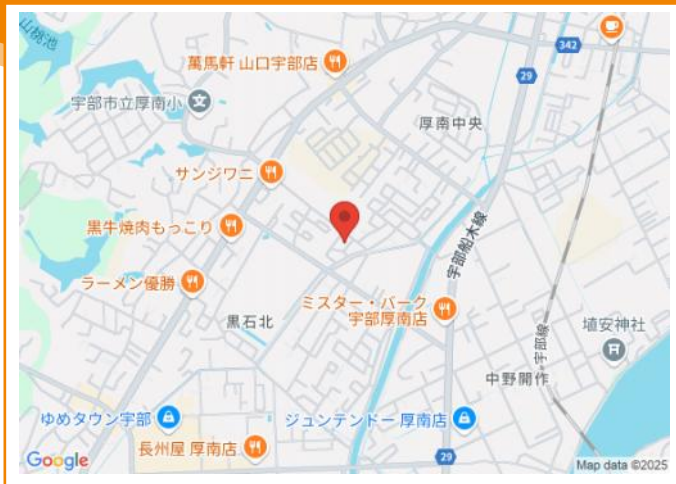 山桃池
萬馬軒 山口宇部店
342
29
宇部市立厚南小
文
厚南中央
サンジワニ
黒牛焼肉もっこり
宇部船木線
ラーメン優勝
ミスター・バーク
宇部厚南店
黒石北
宇部線
埴安神社
中野開作
ゆめタウン宇部
ジュンテンドー 厚南店
長州屋 厚南店
29
Google
Map data ©2025